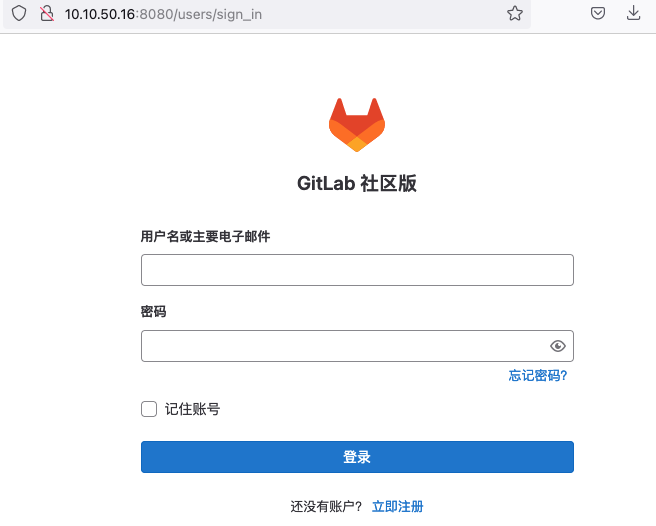 10.10.50.16:8080/users/sign_in
GitLab 社区版
用户名或主要电子邮件
密码
忘记密码?
记住账号
登录
还没有账户? 立即注册